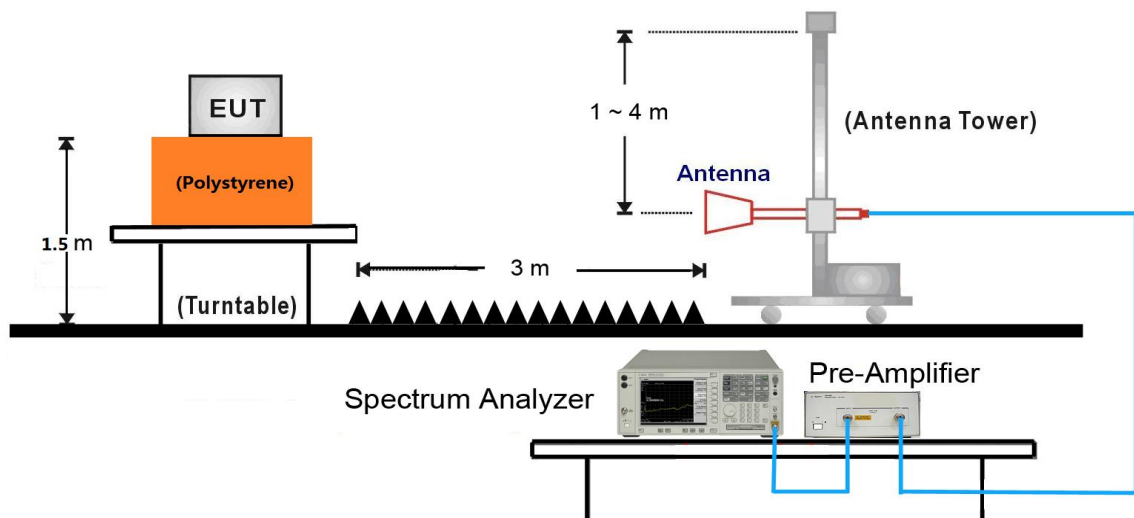 EUT
(Polystyrene)
1.5 m
(Turntable)
3 m
1 ~ 4 m
(Antenna Tower)
Antenna
Spectrum Analyzer
Pre-Amplifier